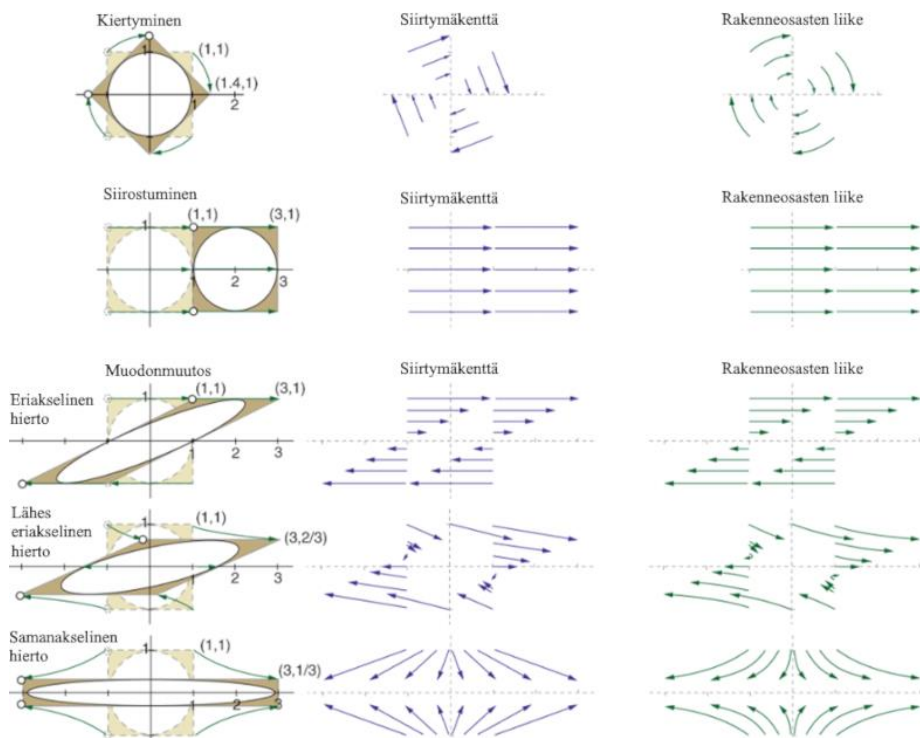 Kiertyminen Siirtymäkenttä Rakenneosasten liike
1 (1,1)
(1.4,1)
1 2
Siirostuminen Siirtymäkenttä Rakenneosasten liike
1 (1,1) (3,1)
1 2 3
Muodonmuutos Siirtymäkenttä Rakenneosasten liike
Eriakselinen
hierto
1 (1,1) (3,1)
1 2 3
Lähes
eriakselinen
hierto
1 (1,1)
(3,2/3)
1 2 3
Samanakselinen
hierto
1 (1,1)
(3,1/3)
1 2 3